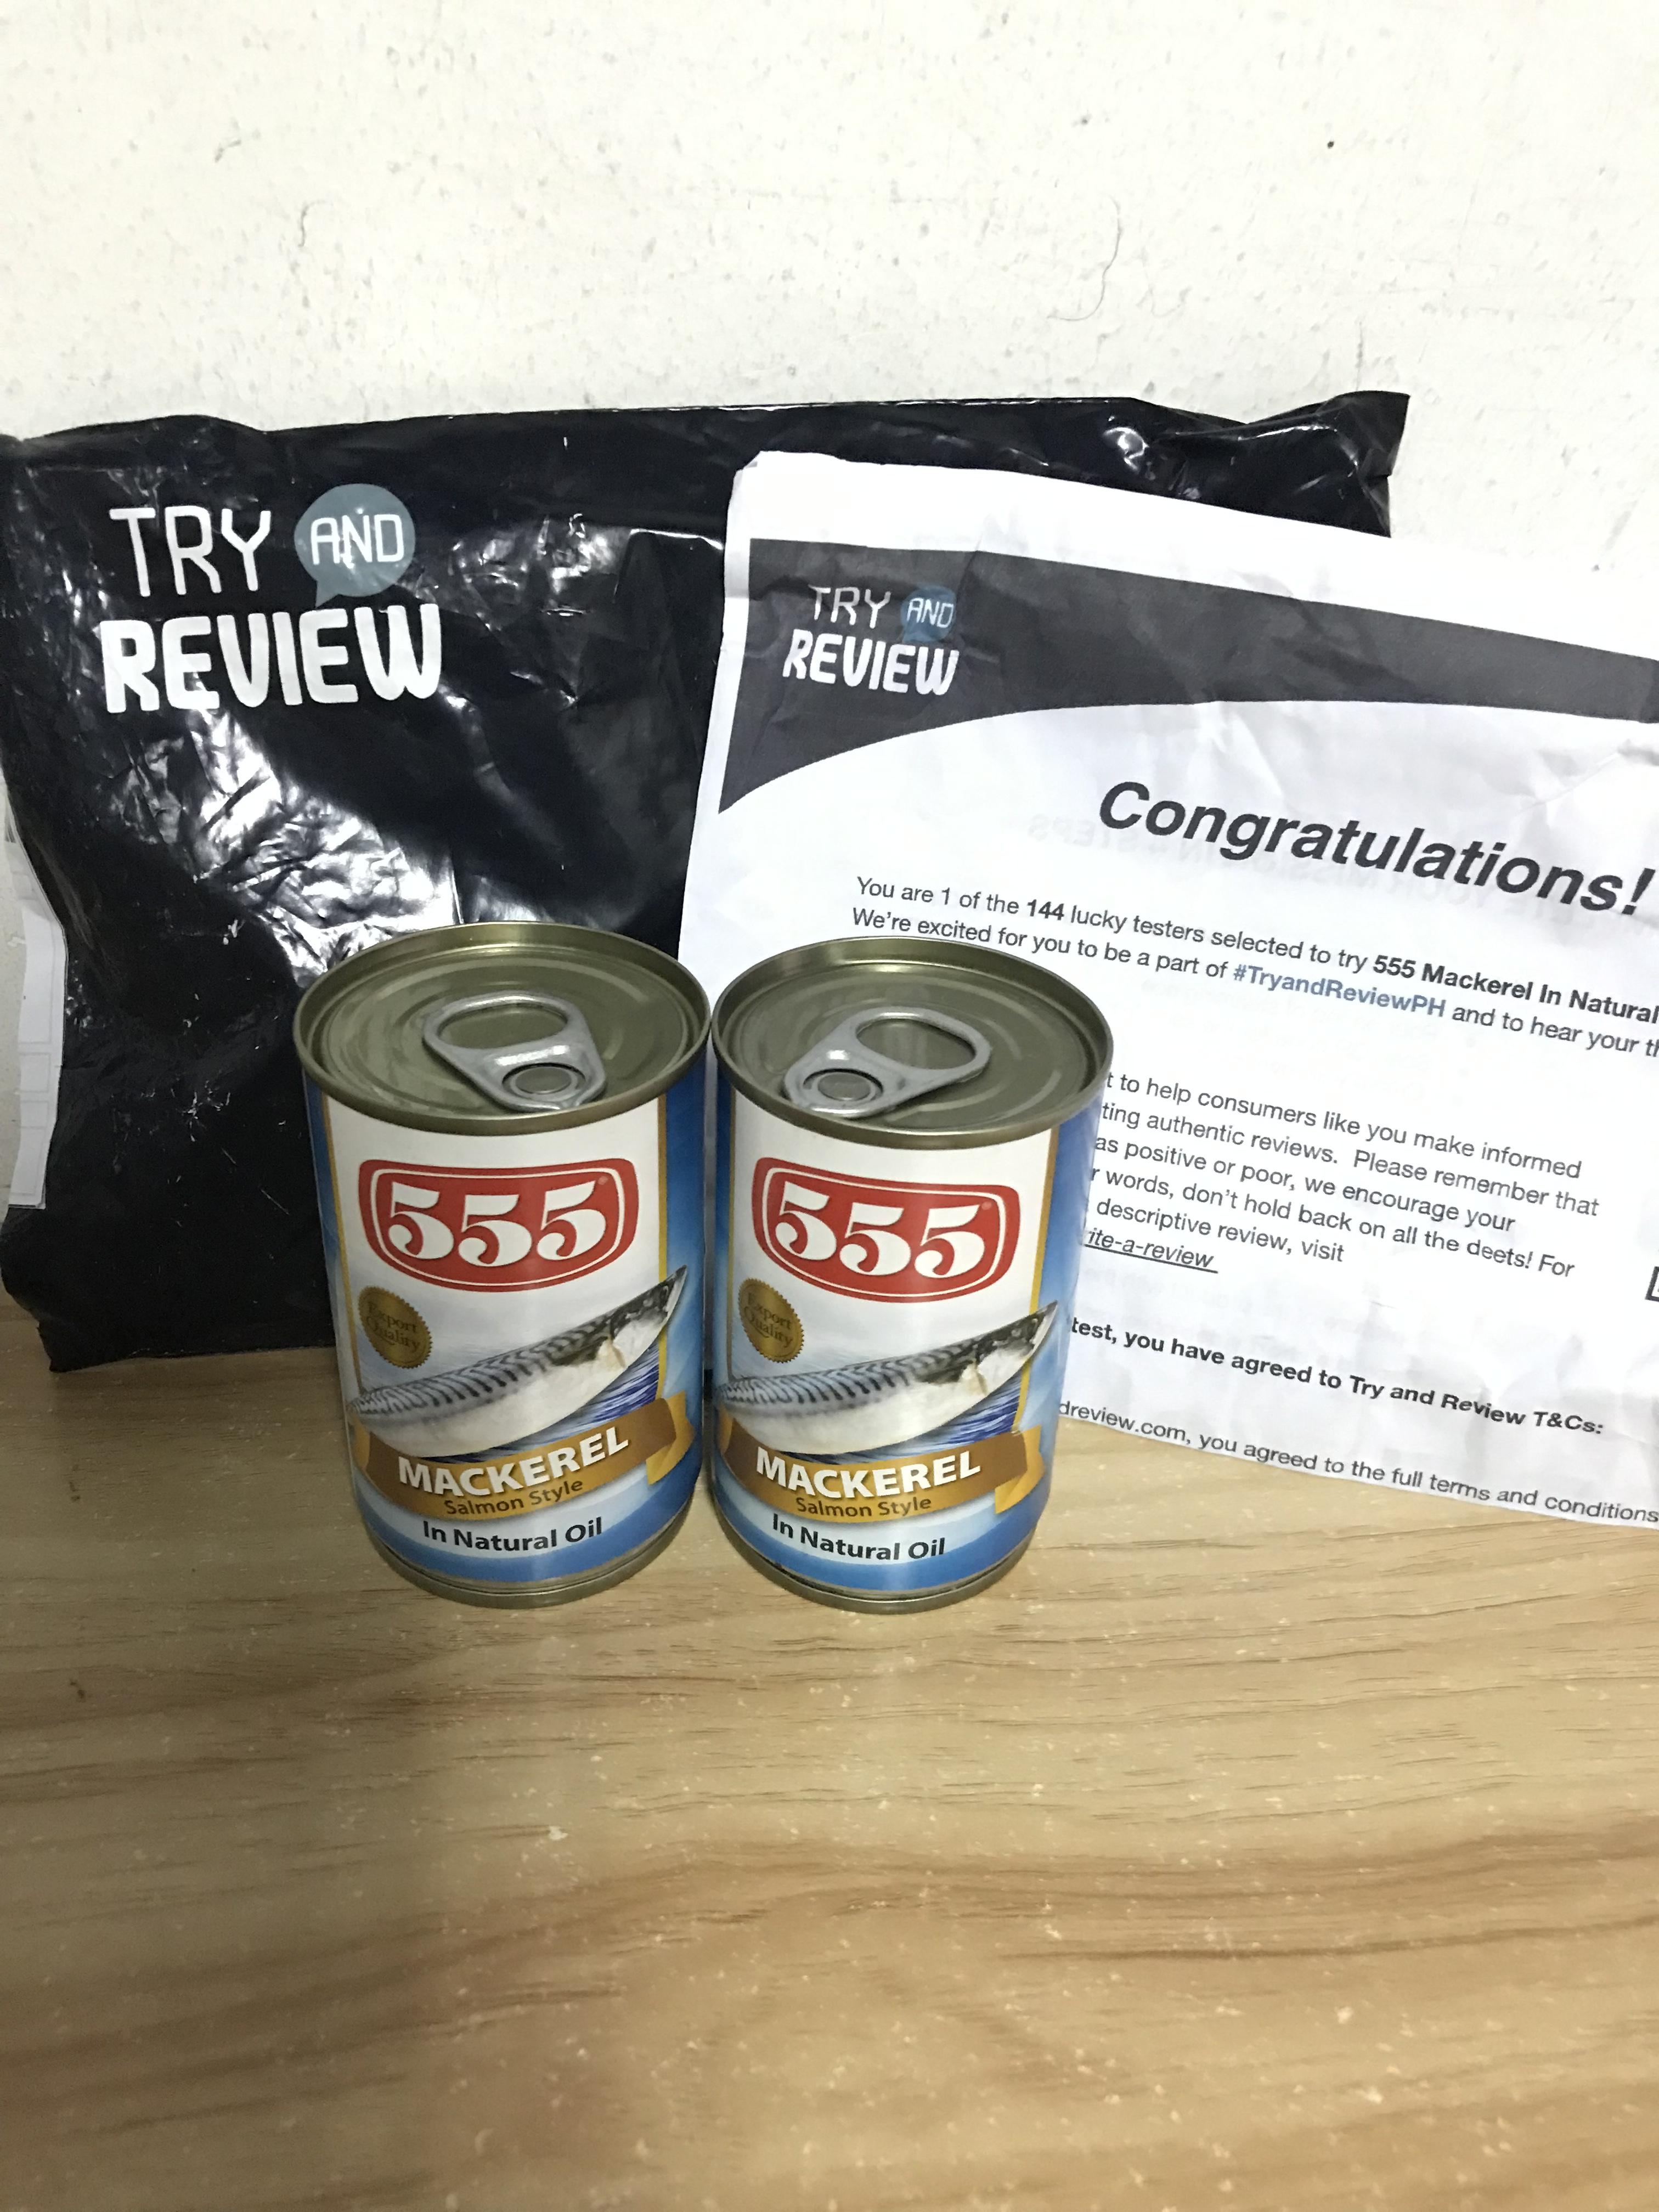 TRY AND
REVIEW
TRY AND
REVIEW
Congratulations!
You are 1 of the 144 lucky testers selected to try 555 Mackerel In Natural
We're excited for you to be a part of #TryandReviewPH and to hear your
t to help consumers like you make informed
ting authentic reviews. Please remember that
as positive or poor, we encourage your
r words, don't hold back on all the deets! For
descriptive review, visit
ite-a-review
test, you have agreed to Try and Review T&Cs:
dreview.com, you agreed to the full terms and conditions
555
Export
Quality
MACKEREL
Salmon Style
In Natural Oil
555
Export
Quality
MACKEREL
Salmon Style
In Natural Oil